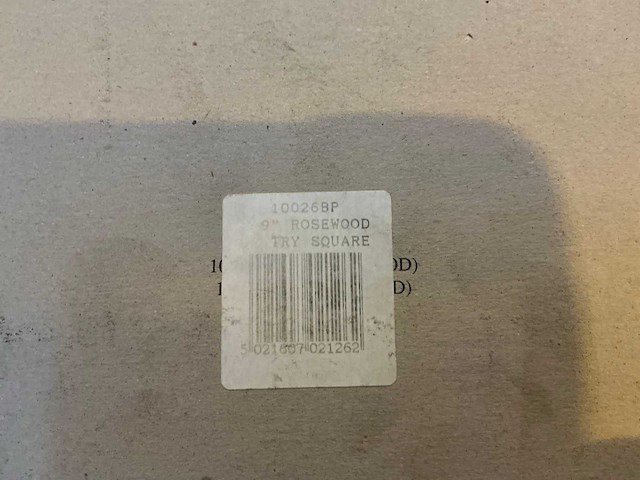 10026BP
9" ROSEWOOD
TRY SQUARE
5 021607 021262